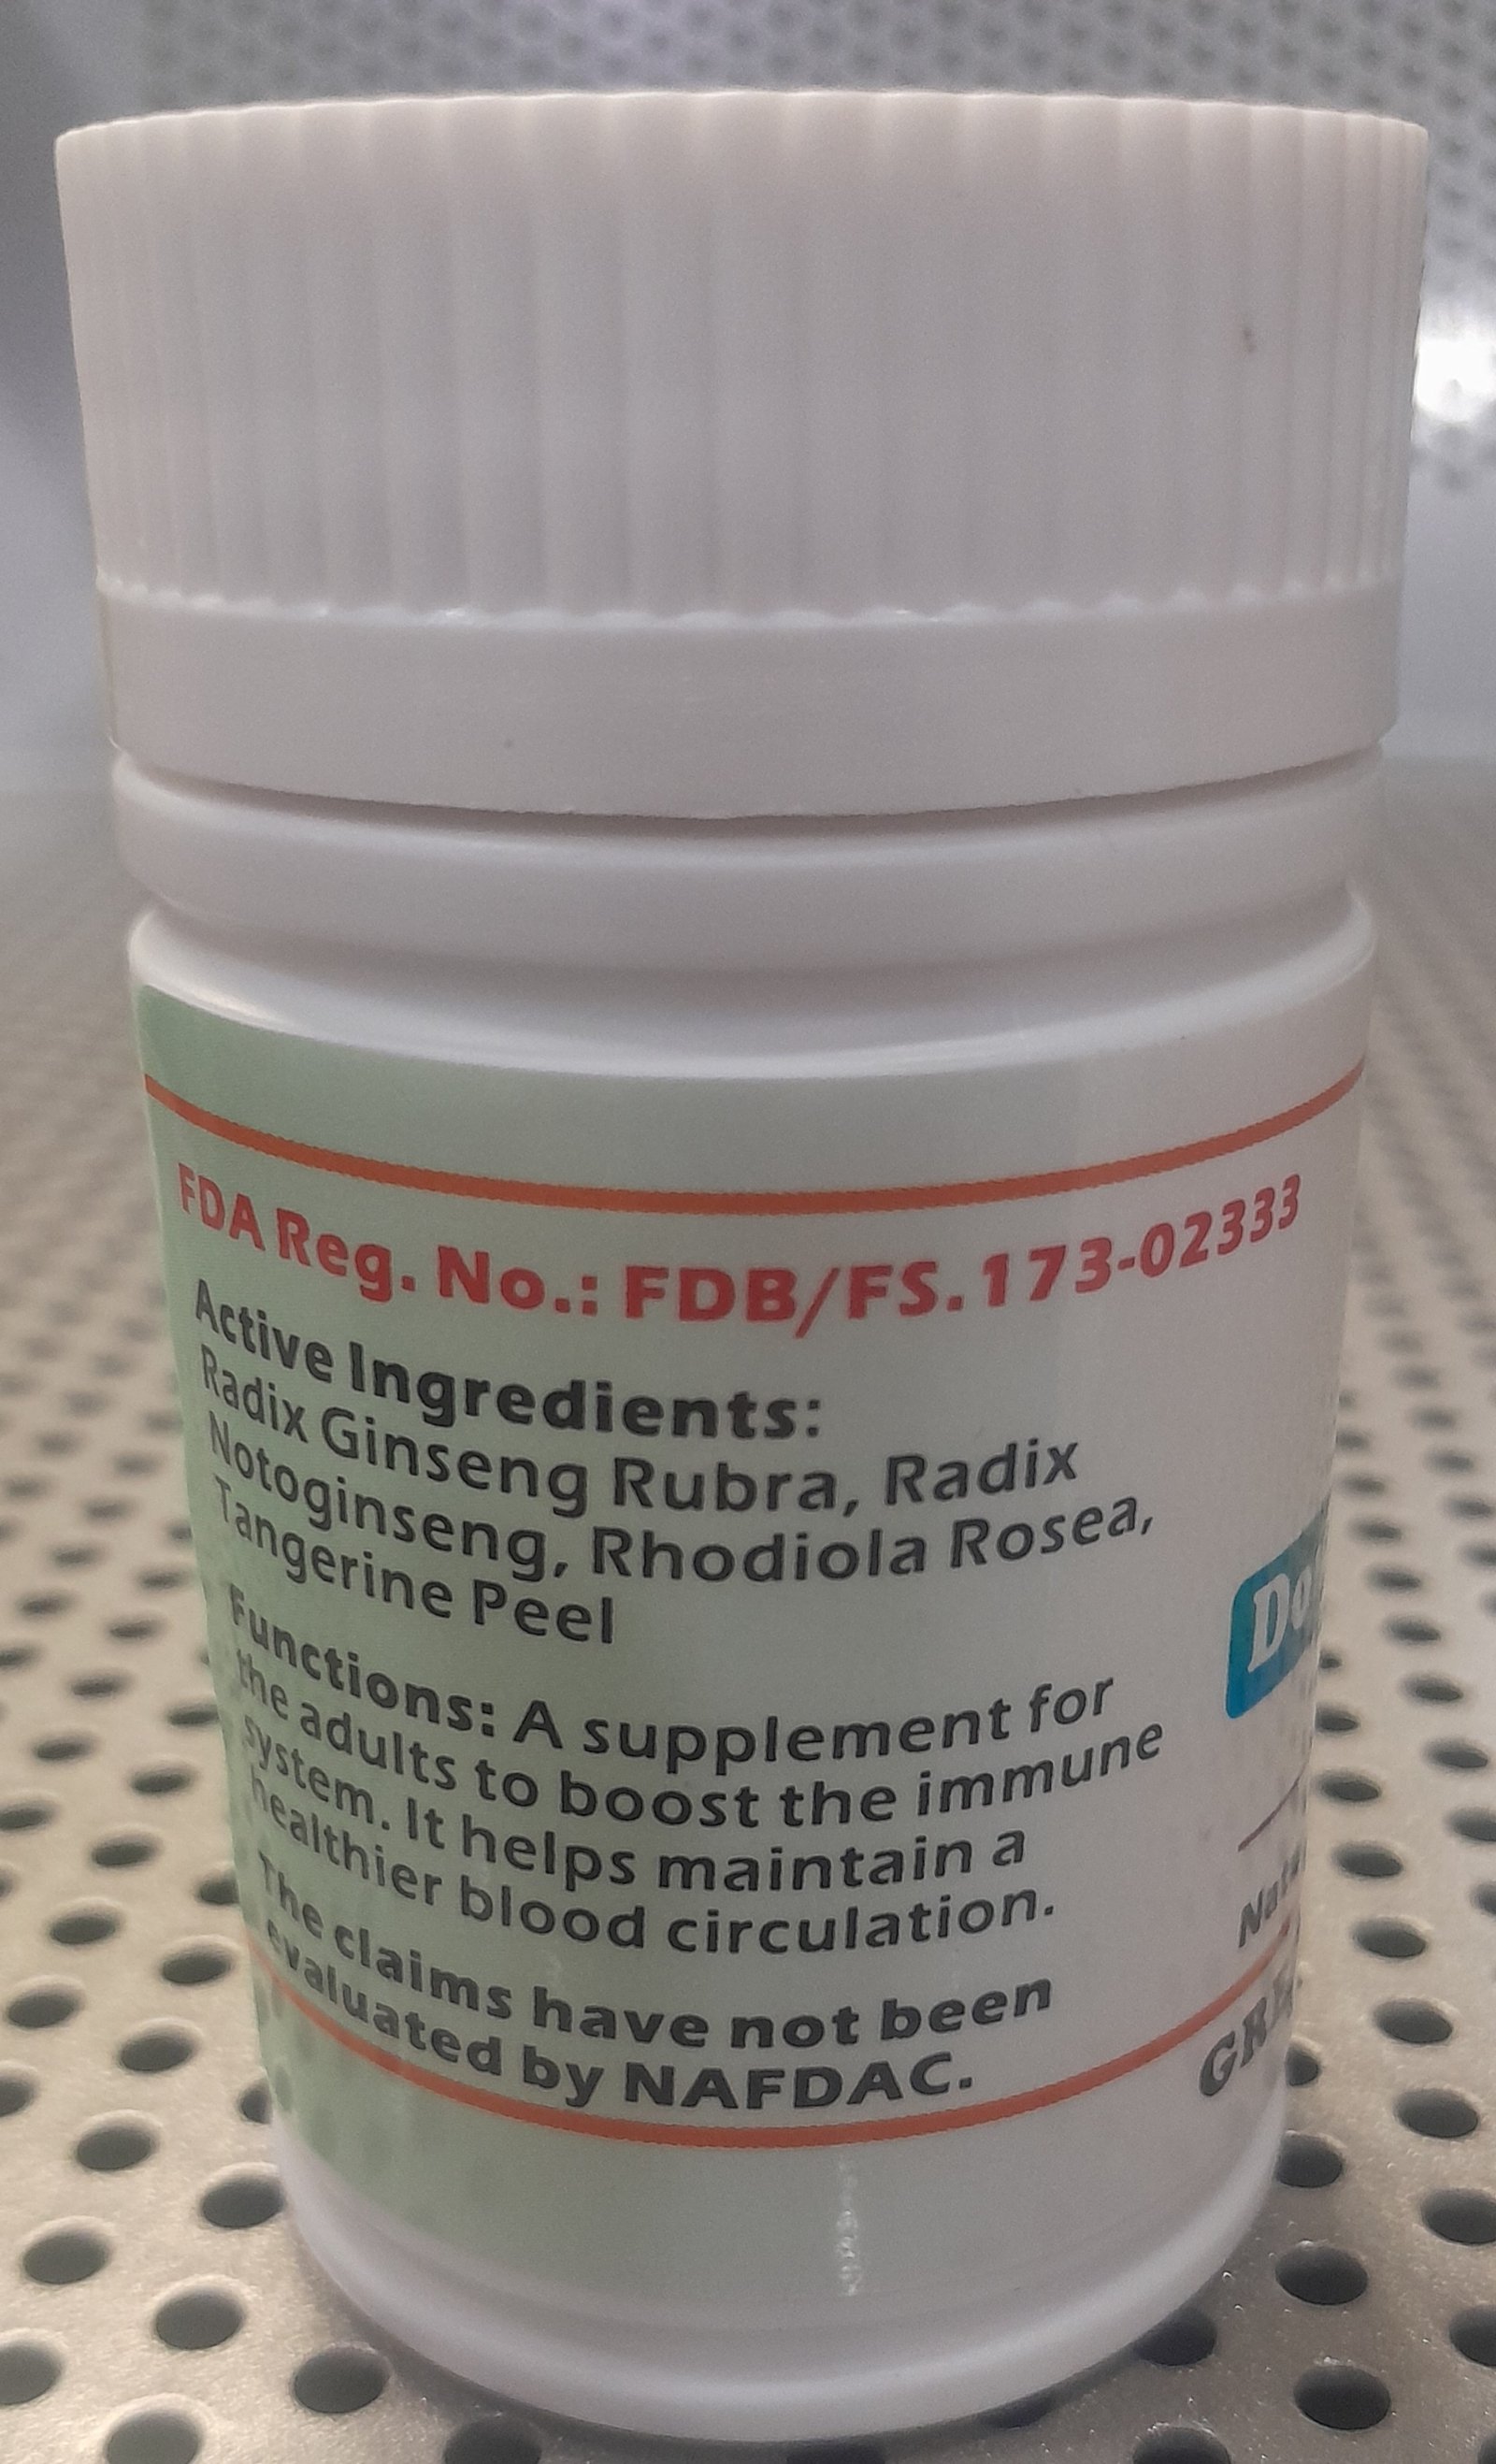 FDA Reg. No.: FDB/FS.173-02333
Active Ingredients:
Radix Ginseng Rubra, Radix
Notoginseng, Rhodiola Rosea,
Tangerine Peel
Functions: A supplement for
the adults to boost the immune
system. It helps maintain a
healthier blood circulation.
The claims have not been
evaluated by NAFDAC.